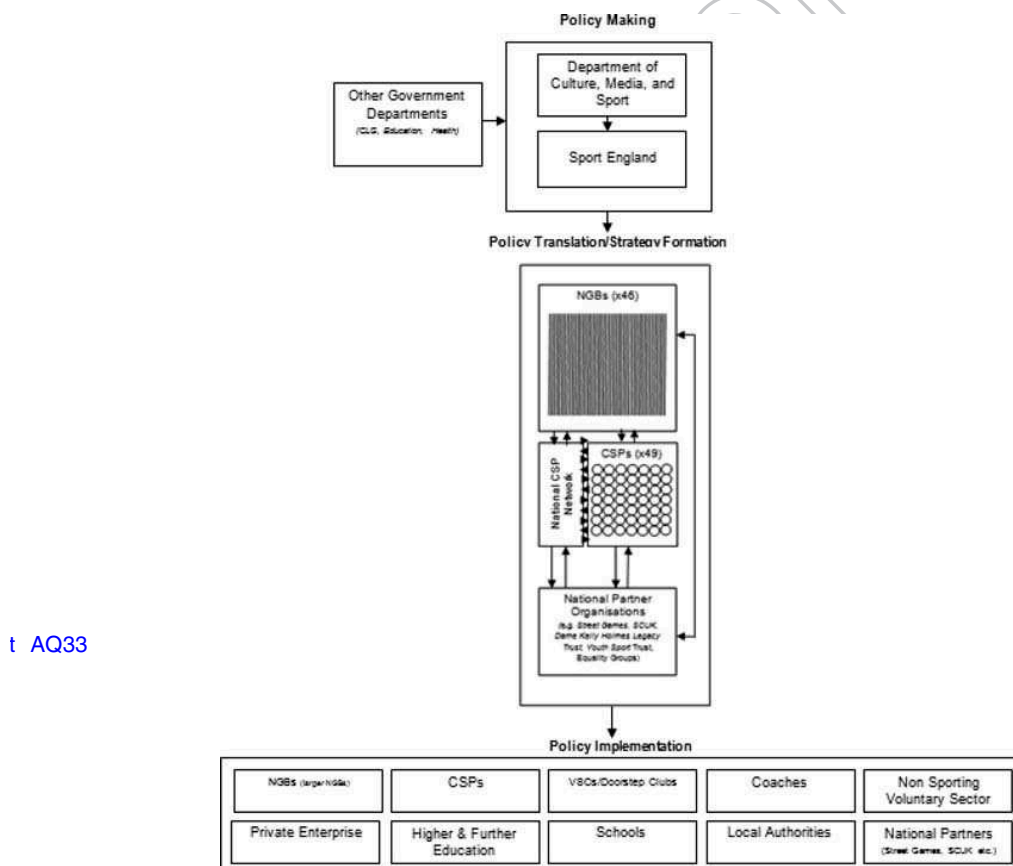 Policy Making
Department of
Culture, Media, and
Sport
Other Government
Departments
(CLG, Education, Health)
Sport England
Policy Translation/Strategy Formation
NGBs (x46)
National CSP
Network
CSPs (x49)
National Partner
Organisations
(e.g. Street Games, SCUK,
Dame Kelly Holmes Legacy
Trust, Youth Sport Trust,
Equality Groups)
t AQ33
Policy Implementation
NGBs (larger NGBs)
CSPs
VSCs/Doorstep Clubs
Coaches
Non Sporting
Voluntary Sector
Private Enterprise
Higher & Further
Education
Schools
Local Authorities
National Partners
(Street Games, SCUK etc.)